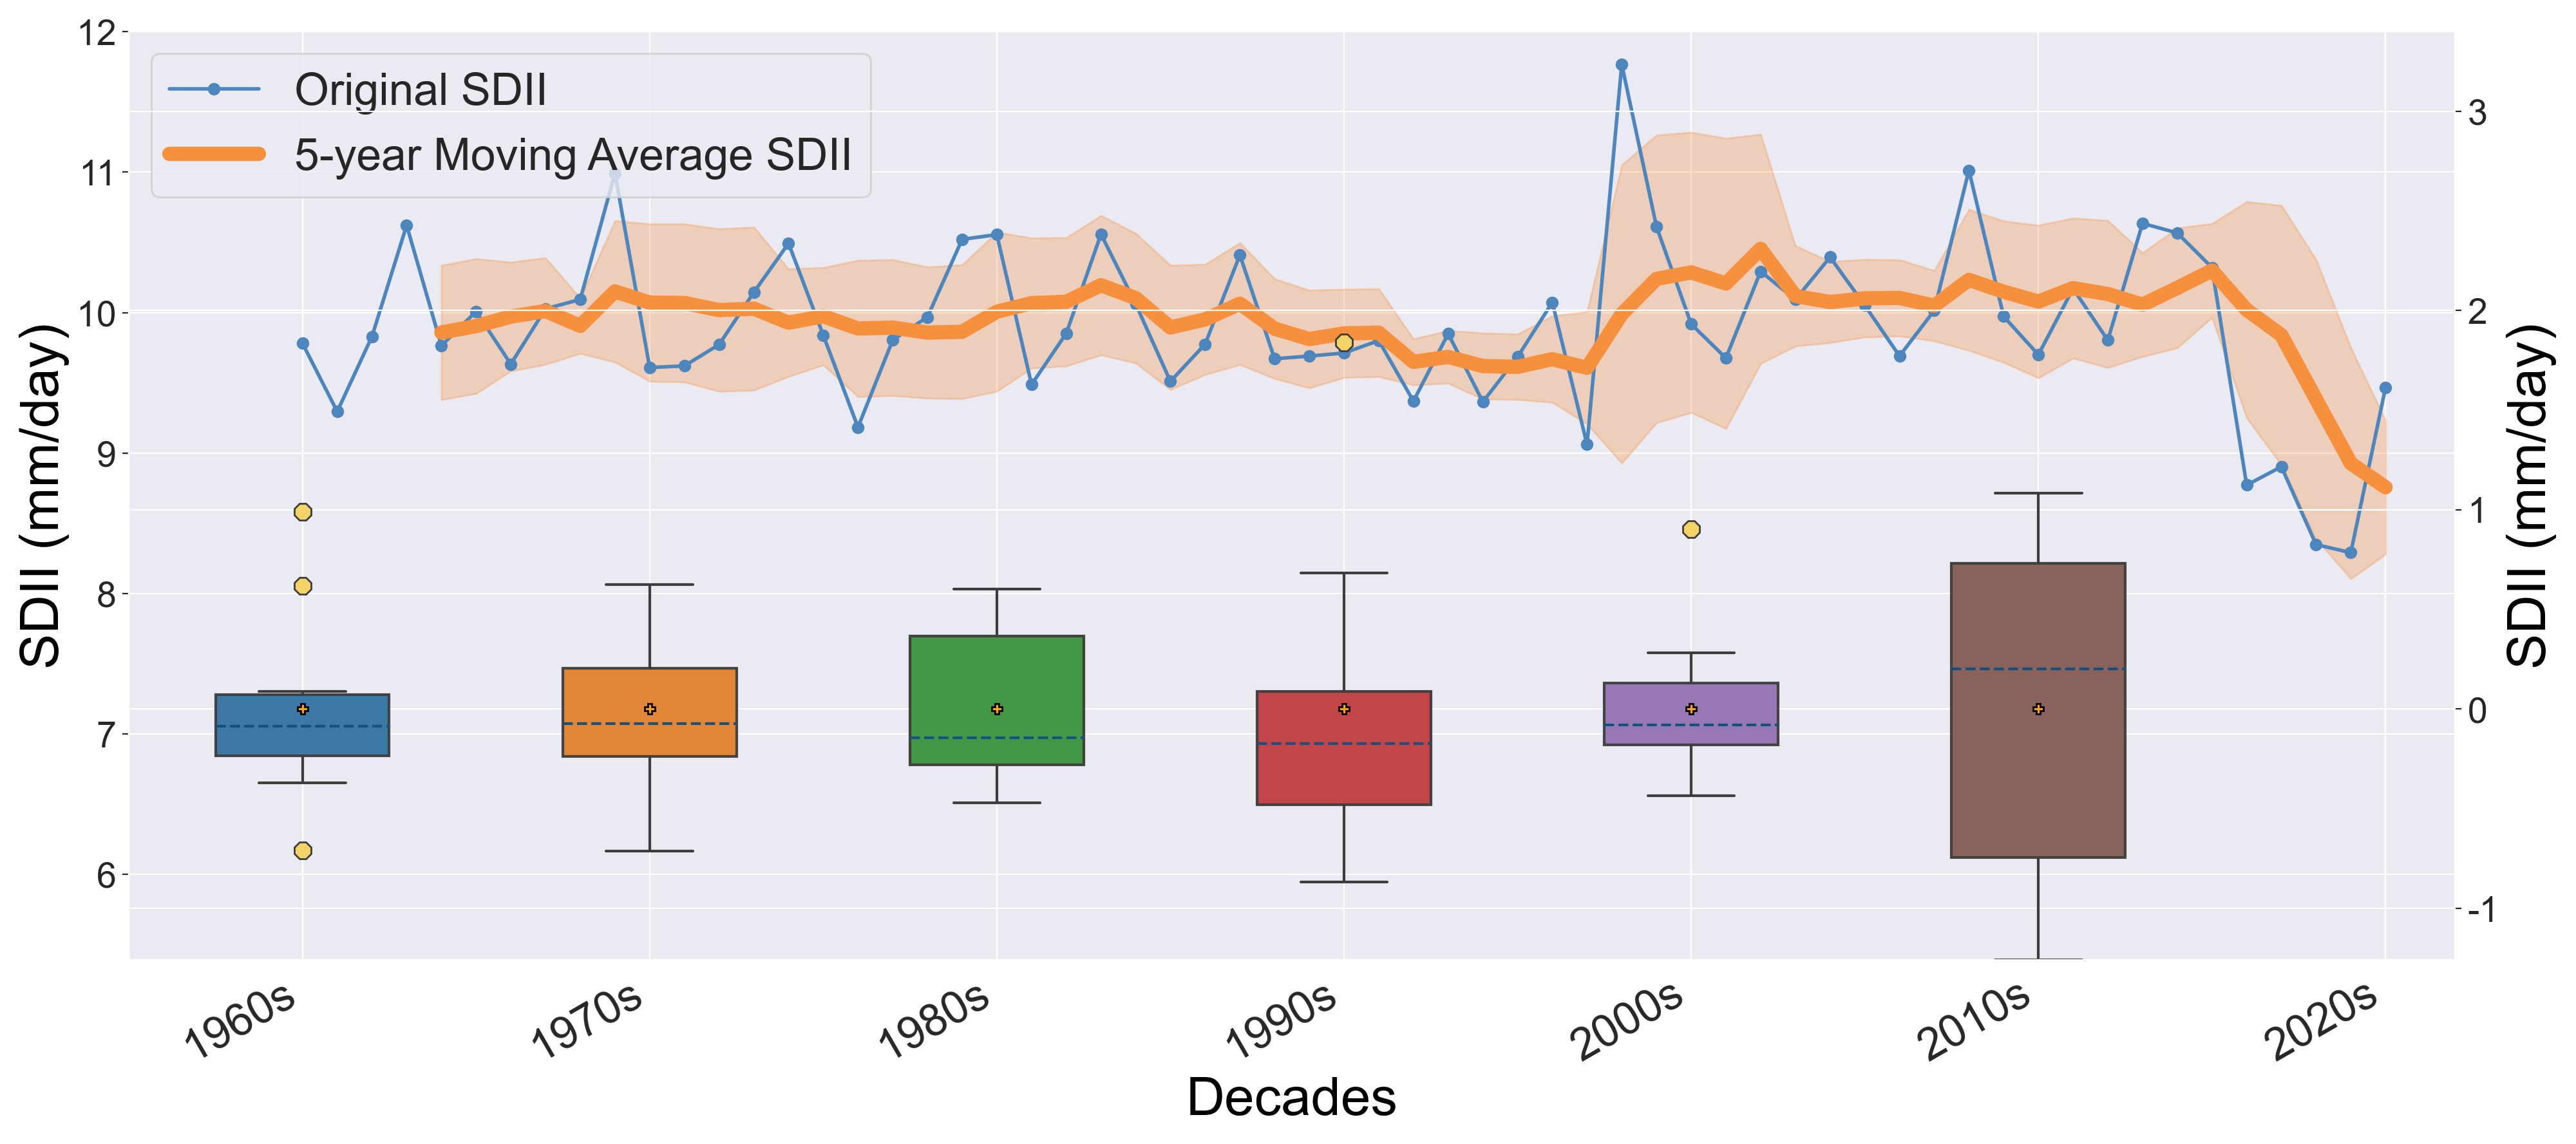 Original SDII
5-year Moving Average SDII
SDII (mm/day)
12
11
10
9
8
7
6
3
2
1
0
-1
SDII (mm/day)
1960s
1970s
1980s
1990s
2000s
2010s
2020s
Decades